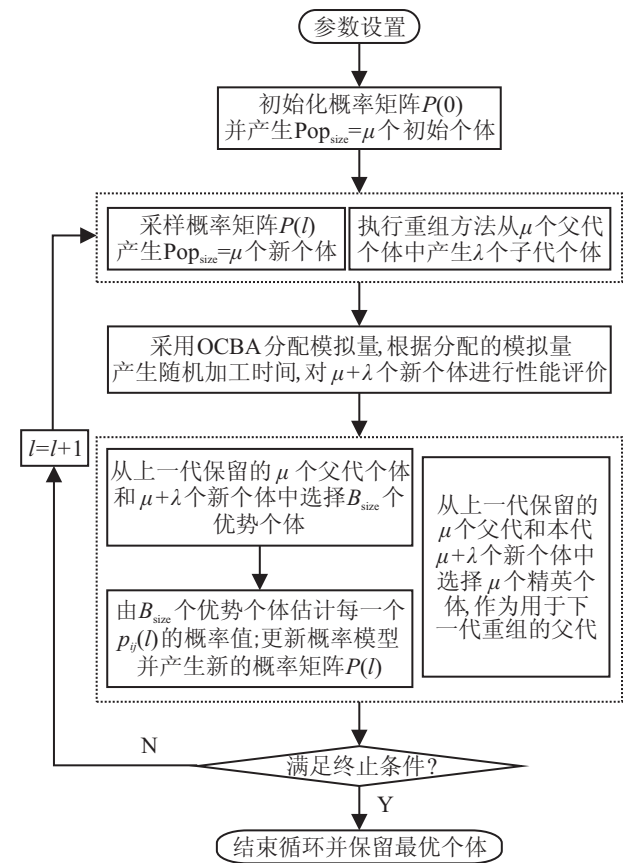 参数设置
初始化概率矩阵P(0)
并产生Popsize=μ个初始个体
采样概率矩阵P(l)
产生Popsize=μ个新个体
执行重组方法从μ个父代
个体中产生λ个子代个体
采用OCBA分配模拟量,根据分配的模拟量
产生随机加工时间,对μ+λ个新个体进行性能评价
l=l+1
从上一代保留的μ个父代个体
和μ+λ个新个体中选择Bsize个
优势个体
由Bsize个优势个体估计每一个
pij(l)的概率值;更新概率模型
并产生新的概率矩阵P(l)
从上一代保留的
μ个父代和本代
μ+λ个新个体中
选择μ个精英个
体,作为用于下
一代重组的父代
N
满足终止条件?
Y
结束循环并保留最优个体